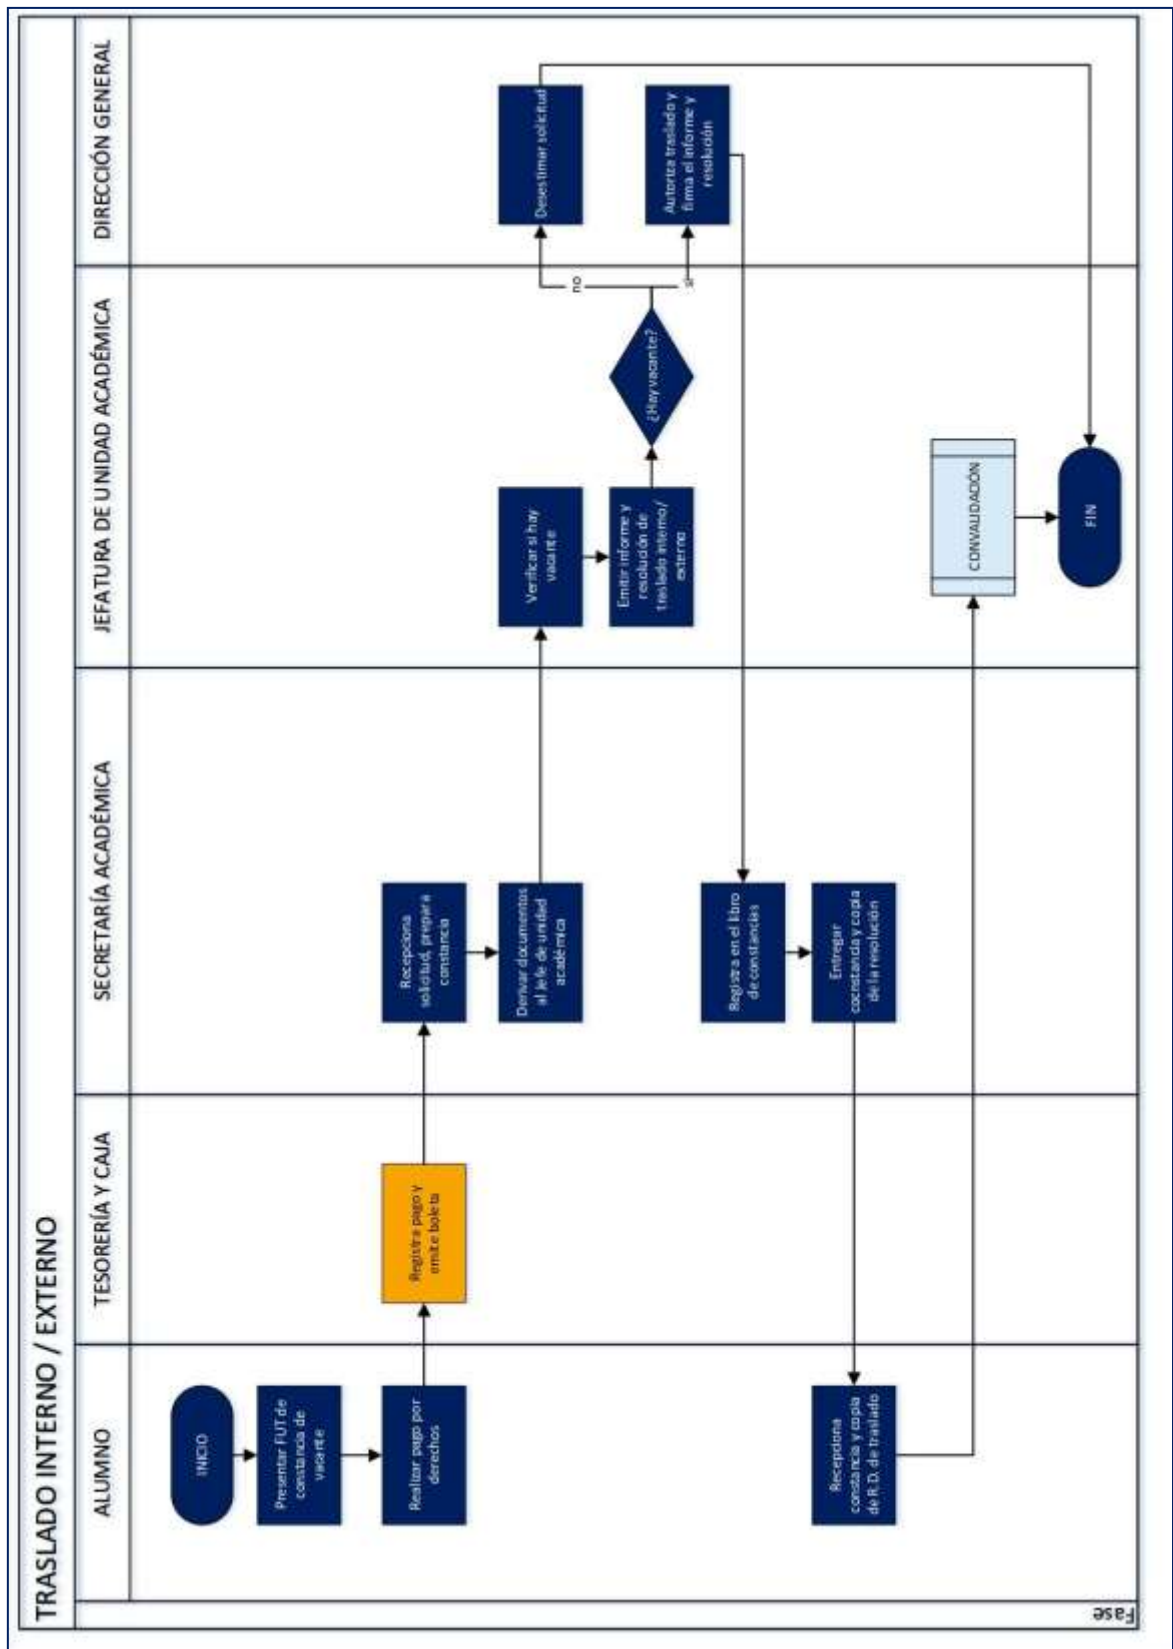 TRASLADO INTERNO / EXTERNO
ALUMNO
TESORERÍA Y CAJA
SECRETARÍA ACADÉMICA
JEFATURA DE UNIDAD ACADÉMICA
DIRECCIÓN GENERAL
INICIO
Presentar FUT de
constancia de
vacante
Realizar pago por
derechos
Registra pago y
emite boleta
Recepciona
solicitud, prepara
constancia
Derivar documentos
al Jefe de unidad
académica
Verificar si hay
vacante
Emitir informe y
resolución de
traslado interno/
externo
¿Hay vacante?
no
si
Desestimar solicitud
Autoriza traslado y
firma el informe y
resolución
Registra en el libro
de constancias
Entregar
cocnstancia y copia
de la resolución
Recepciona
constancia y copia
de R.D. de traslado
CONVALIDACIÓN
FIN
Fase